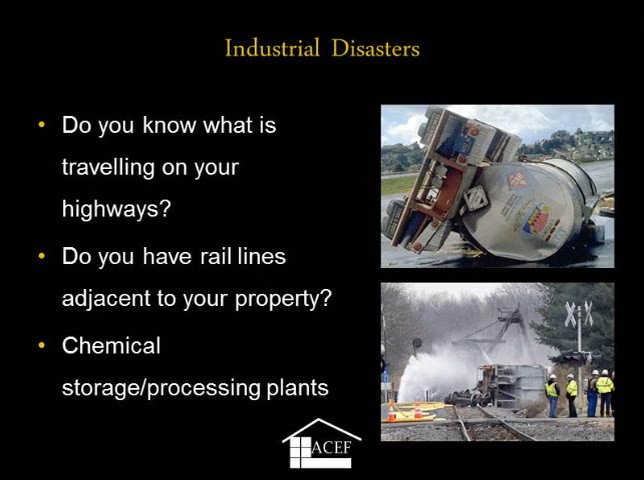 Industrial Disasters
• Do you know what is
travelling on your
highways?
• Do you have rail lines
adjacent to your property?
• Chemical
storage/processing plants
ACEF